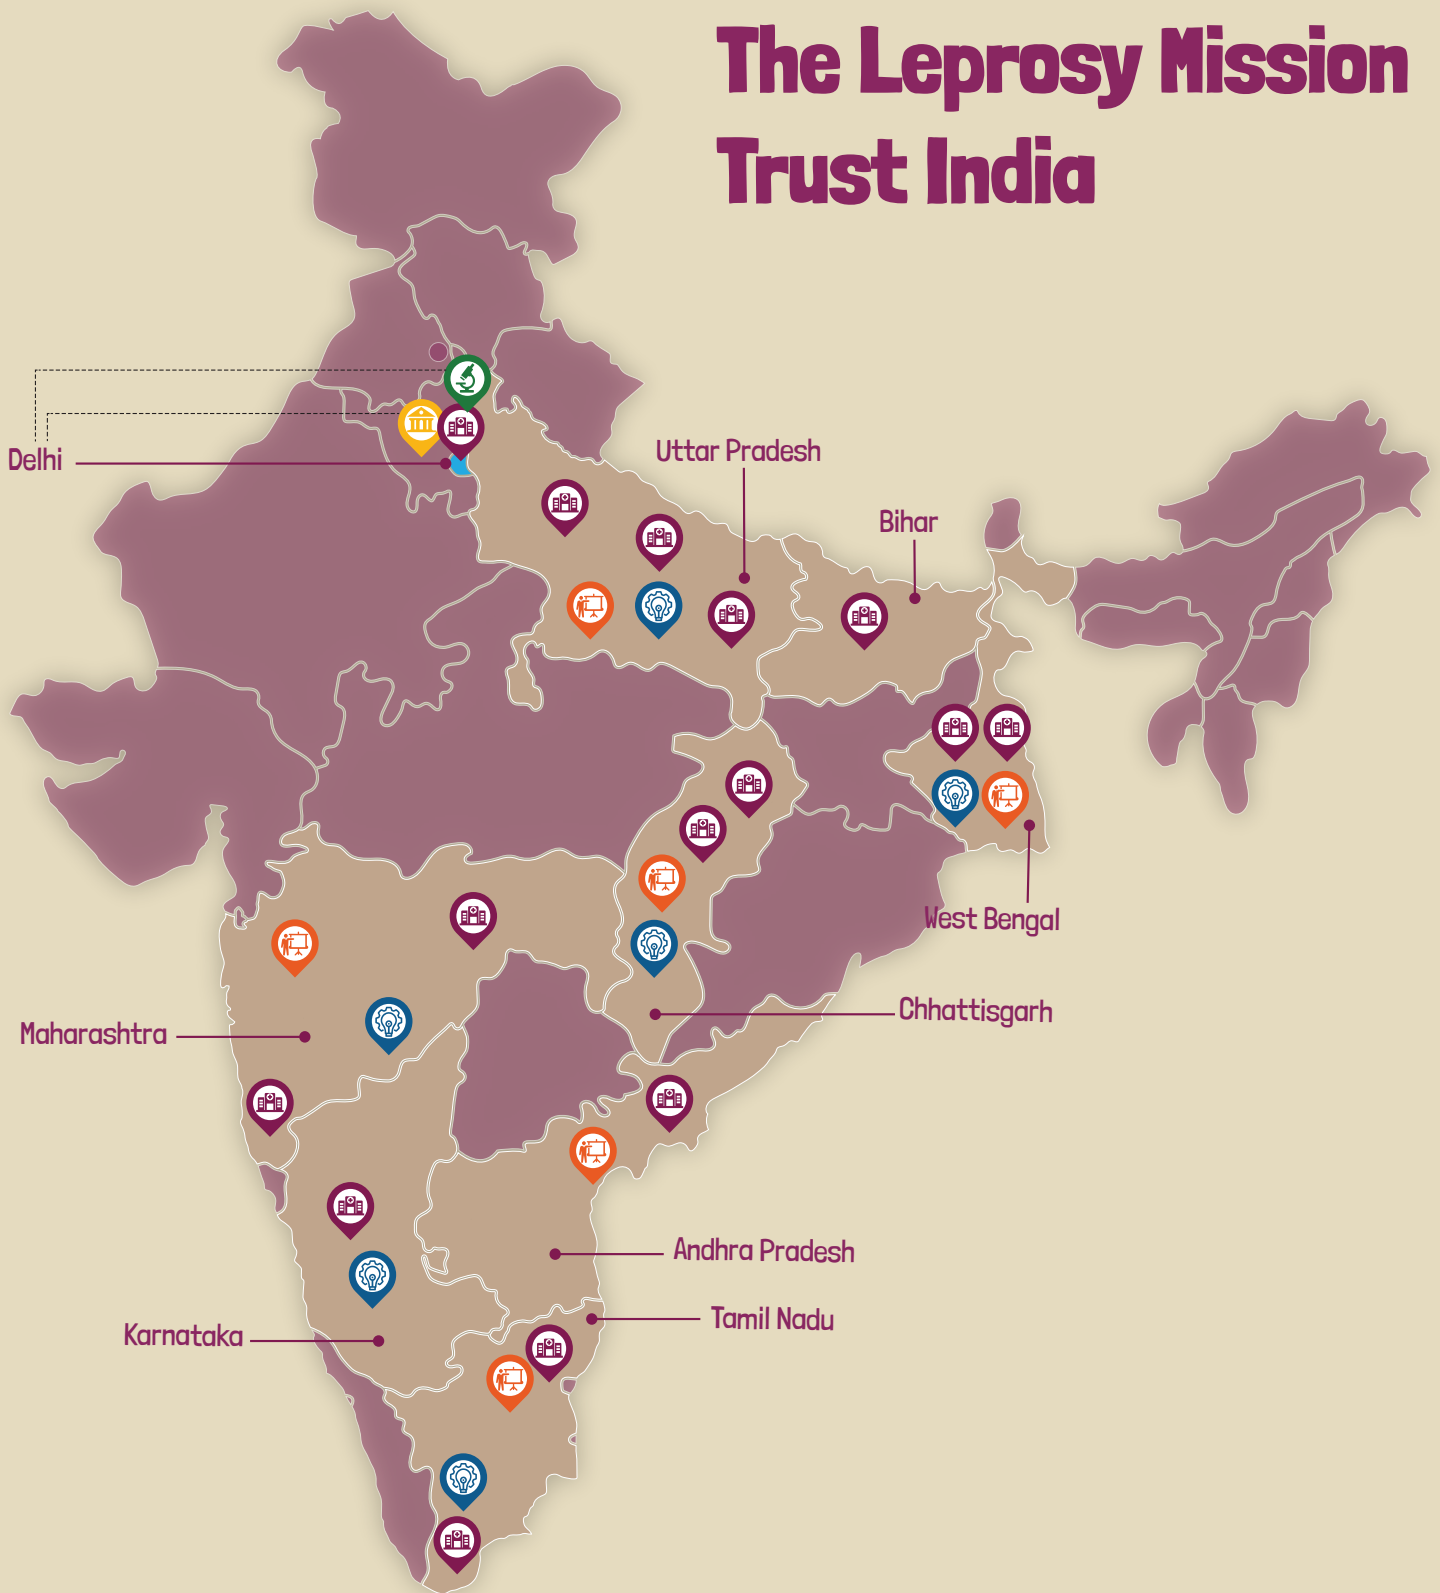 The Leprosy Mission
Trust India
Delhi
Uttar Pradesh
Bihar
West Bengal
Chhattisgarh
Maharashtra
Andhra Pradesh
Tamil Nadu
Karnataka